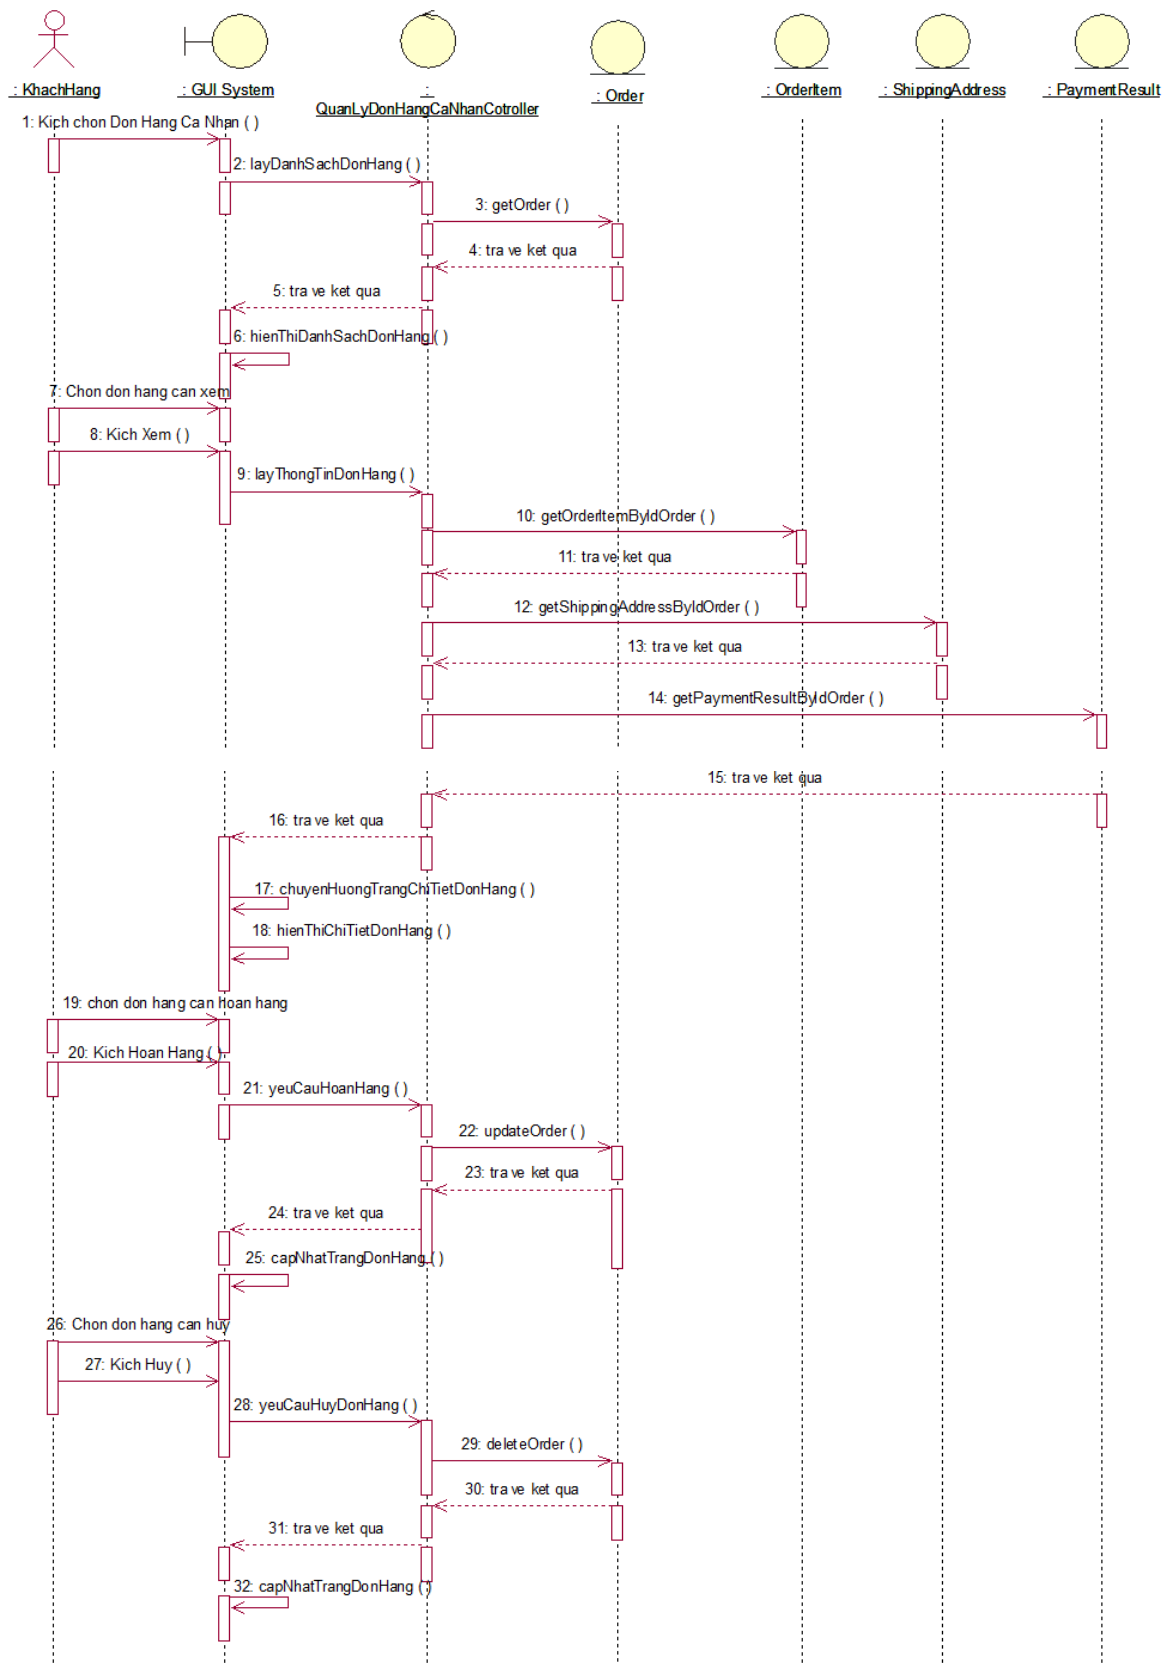 : KhachHang
: GUI System
:
QuanLyDonHangCaNhanCotroller
: Order
: OrderItem
: ShippingAddress
: PaymentResult
1: Kich chon Don Hang Ca Nhan ( )
2: layDanhSachDonHang ( )
3: getOrder ( )
4: tra ve ket qua
5: tra ve ket qua
6: hienThiDanhSachDonHang ( )
7: Chon don hang can xem
8: Kich Xem ( )
9: layThongTinDonHang ( )
10: getOrderItemByIdOrder ( )
11: tra ve ket qua
12: getShippingAddressByIdOrder ( )
13: tra ve ket qua
14: getPaymentResultByIdOrder ( )
15: tra ve ket qua
16: tra ve ket qua
17: chuyenHuongTrangChiTietDonHang ( )
18: hienThiChiTietDonHang ( )
19: chon don hang can hoan hang
20: Kich Hoan Hang ( )
21: yeuCauHoanHang ( )
22: updateOrder ( )
23: tra ve ket qua
24: tra ve ket qua
25: capNhatTrangDonHang ( )
26: Chon don hang can huy
27: Kich Huy ( )
28: yeuCauHuyDonHang ( )
29: deleteOrder ( )
30: tra ve ket qua
31: tra ve ket qua
32: capNhatTrangDonHang ( )